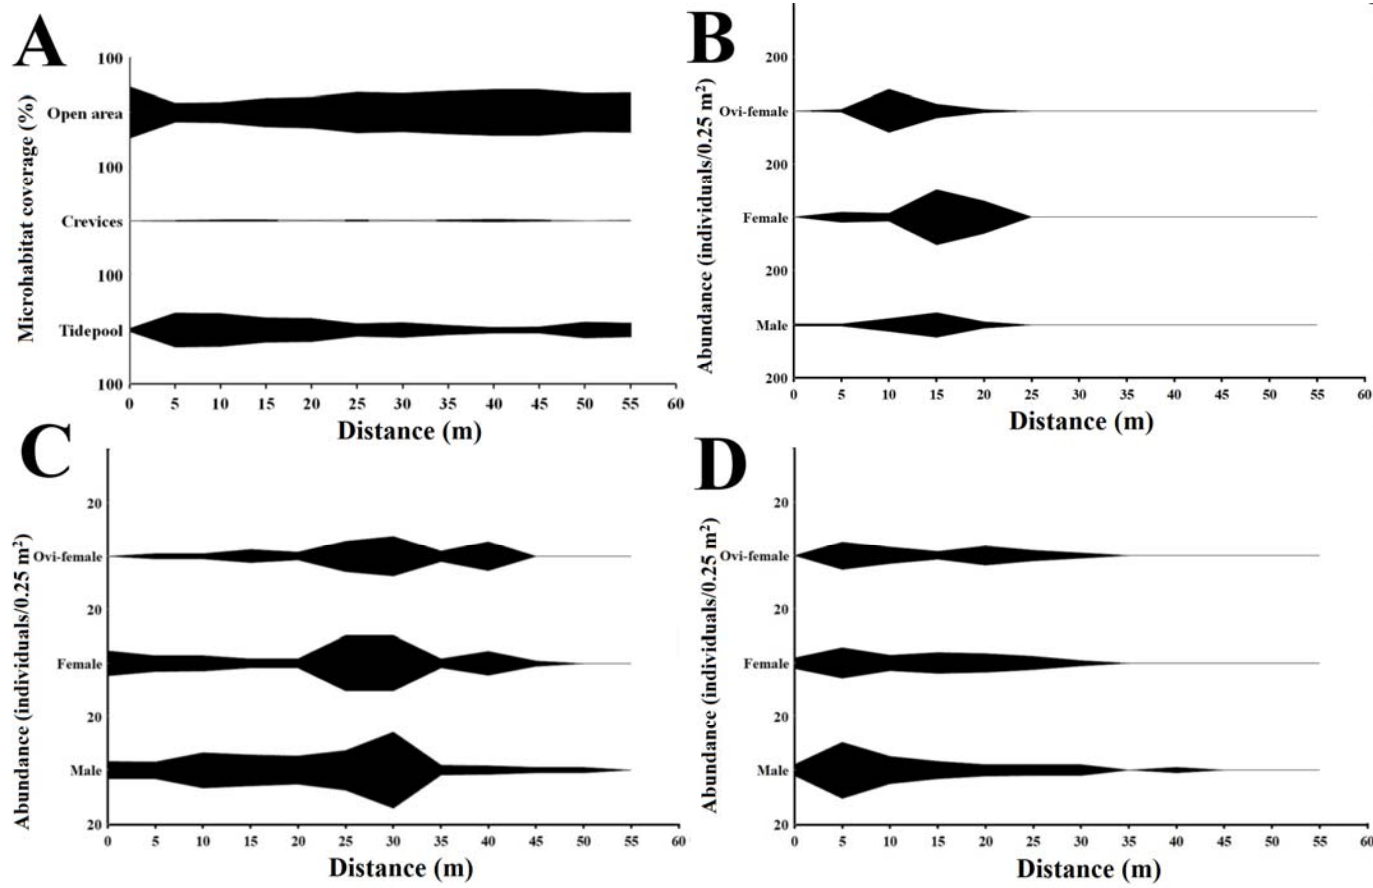 A
Microhabitat coverage (%)
100
Open area
100
Crevices
100
Tidepool
100
0 5 10 15 20 25 30 35 40 45 50 55 60
Distance (m)
B
Abundance (individuals/0.25 m²)
200
Ovi-female
200
Female
200
Male
200
0 5 10 15 20 25 30 35 40 45 50 55 60
Distance (m)
C
Abundance (individuals/0.25 m²)
20
Ovi-female
20
Female
20
Male
20
0 5 10 15 20 25 30 35 40 45 50 55 60
Distance (m)
D
Abundance (individuals/0.25 m²)
20
Ovi-female
20
Female
20
Male
20
0 5 10 15 20 25 30 35 40 45 50 55 60
Distance (m)